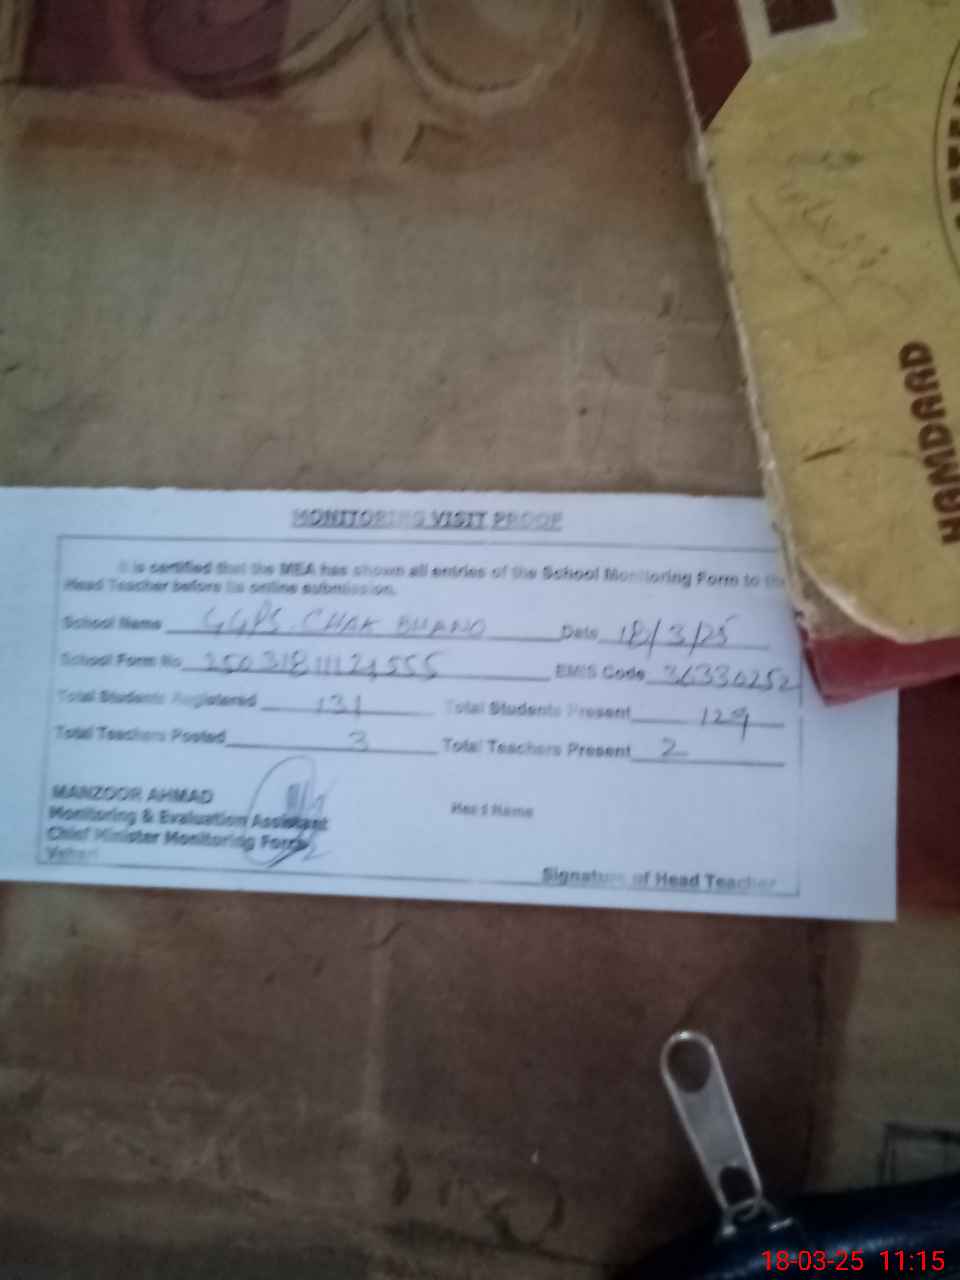 HAMDARD
MONITORING VISIT PROOF
It is certified that the MEA has shown all entries of the School Monitoring Form to the
Head Teacher before its online submission.
School Name GGPS. CHAK Date 18/3/25
School Form No EMIS Code 36330252
Total Students Registered 131 Total Students Present 129
Total Teachers Posted 3 Total Teachers Present 2
MANZOOR AHMAD
Monitoring & Evaluation Assistant
Head Name
Chief Minister Monitoring Force
Vehari
Signature of Head Teacher
18-03-25 11:15